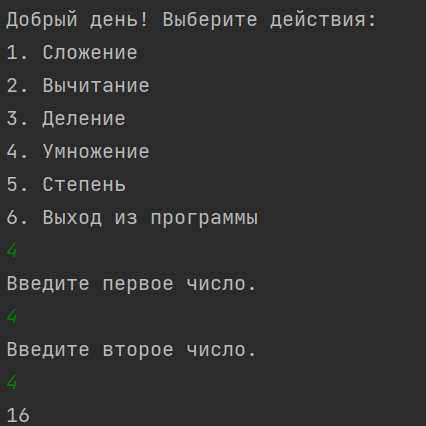 Добрый день! Выберите действия:
1. Сложение
2. Вычитание
3. Деление
4. Умножение
5. Степень
6. Выход из программы
4
Введите первое число.
4
Введите второе число.
4
16